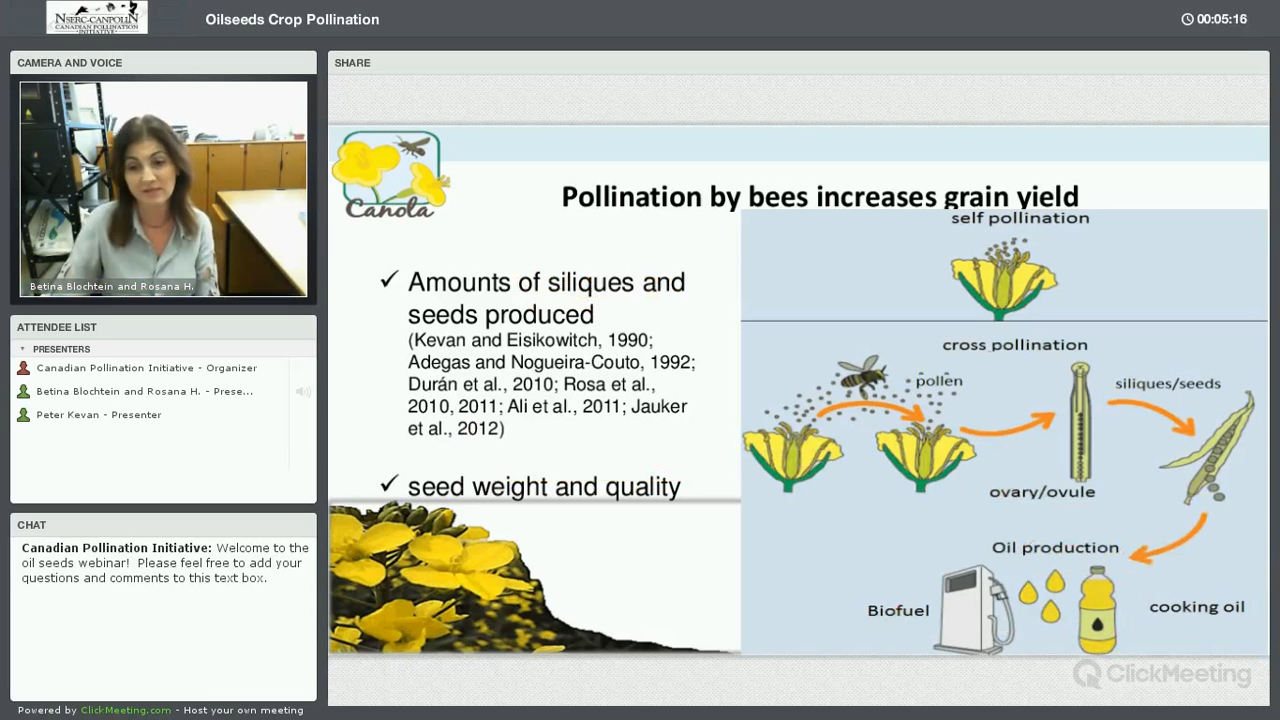 NSERC-CANPOLIN
CANADIAN POLLINATION
INITIATIVE
Oilseeds Crop Pollination
00:05:16
CAMERA AND VOICE
Betina Blochtein and Rosana H.
ATTENDEE LIST
PRESENTERS
Canadian Pollination Initiative - Organizer
Betina Blochtein and Rosana H. - Prese...
Peter Kevan - Presenter
CHAT
Canadian Pollination Initiative: Welcome to the
oil seeds webinar! Please feel free to add your
questions and comments to this text box.
Powered by ClickMeeting.com - Host your own meeting
SHARE
Canola
Pollination by bees increases grain yield
✓ Amounts of siliques and
seeds produced
(Kevan and Eisikowitch, 1990;
Adegas and Nogueira-Couto, 1992;
Durán et al., 2010; Rosa et al.,
2010, 2011; Ali et al., 2011; Jauker
et al., 2012)
✓ seed weight and quality
self pollination
cross pollination
pollen
siliques/seeds
ovary/ovule
Oil production
Biofuel
cooking oil
ClickMeeting